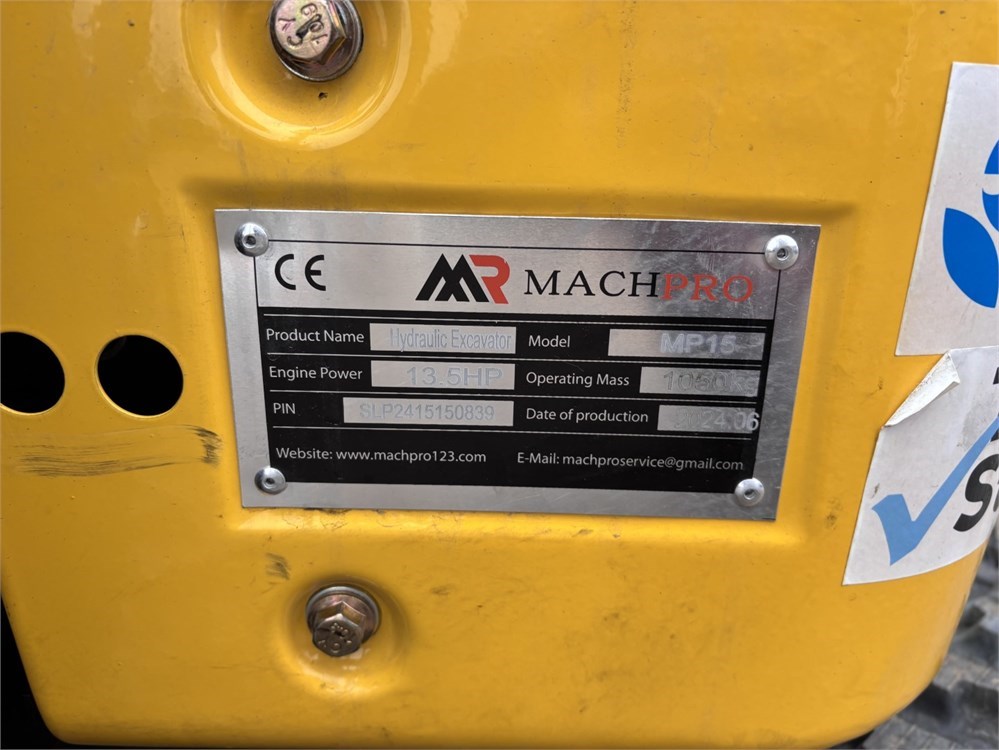 CE MACHPRO
Product Name Hydraulic Excavator Model MP15
Engine Power 13.5HP Operating Mass
PIN SLP2415150839 Date of production
Website: www.machpro123.com E-Mail: machproservice@gmail.com